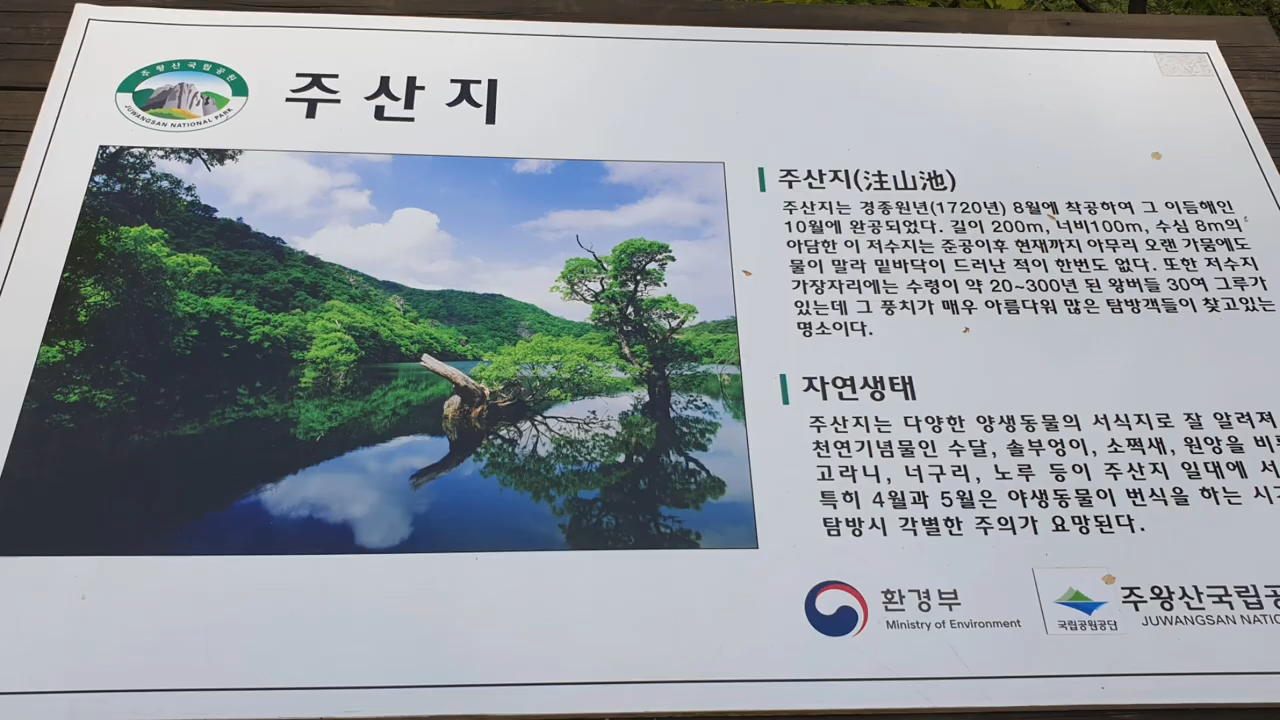 주왕산국립공원
JUWANGSAN NATIONAL PARK
주산지
주산지(注山池)
주산지는 경종원년(1720년) 8월에 착공하여 그 이듬해인
10월에 완공되었다. 길이 200m, 너비100m, 수심 8m의
아담한 이 저수지는 준공이후 현재까지 아무리 오랜 가뭄에도
물이 말라 밑바닥이 드러난 적이 한번도 없다. 또한 저수지
가장자리에는 수령이 약 20~300년 된 왕버들 30여 그루가
있는데 그 풍치가 매우 아름다워 많은 탐방객들이 찾고있는
명소이다.
자연생태
주산지는 다양한 양생동물의 서식지로 잘 알려져
천연기념물인 수달, 솔부엉이, 소쩍새, 원앙을 비
고라니, 너구리, 노루 등이 주산지 일대에 서
특히 4월과 5월은 야생동물이 번식을 하는 시
탐방시 각별한 주의가 요망된다.
환경부
Ministry of Environment
국립공원공단
주왕산국립공
JUWANGSAN NATIO